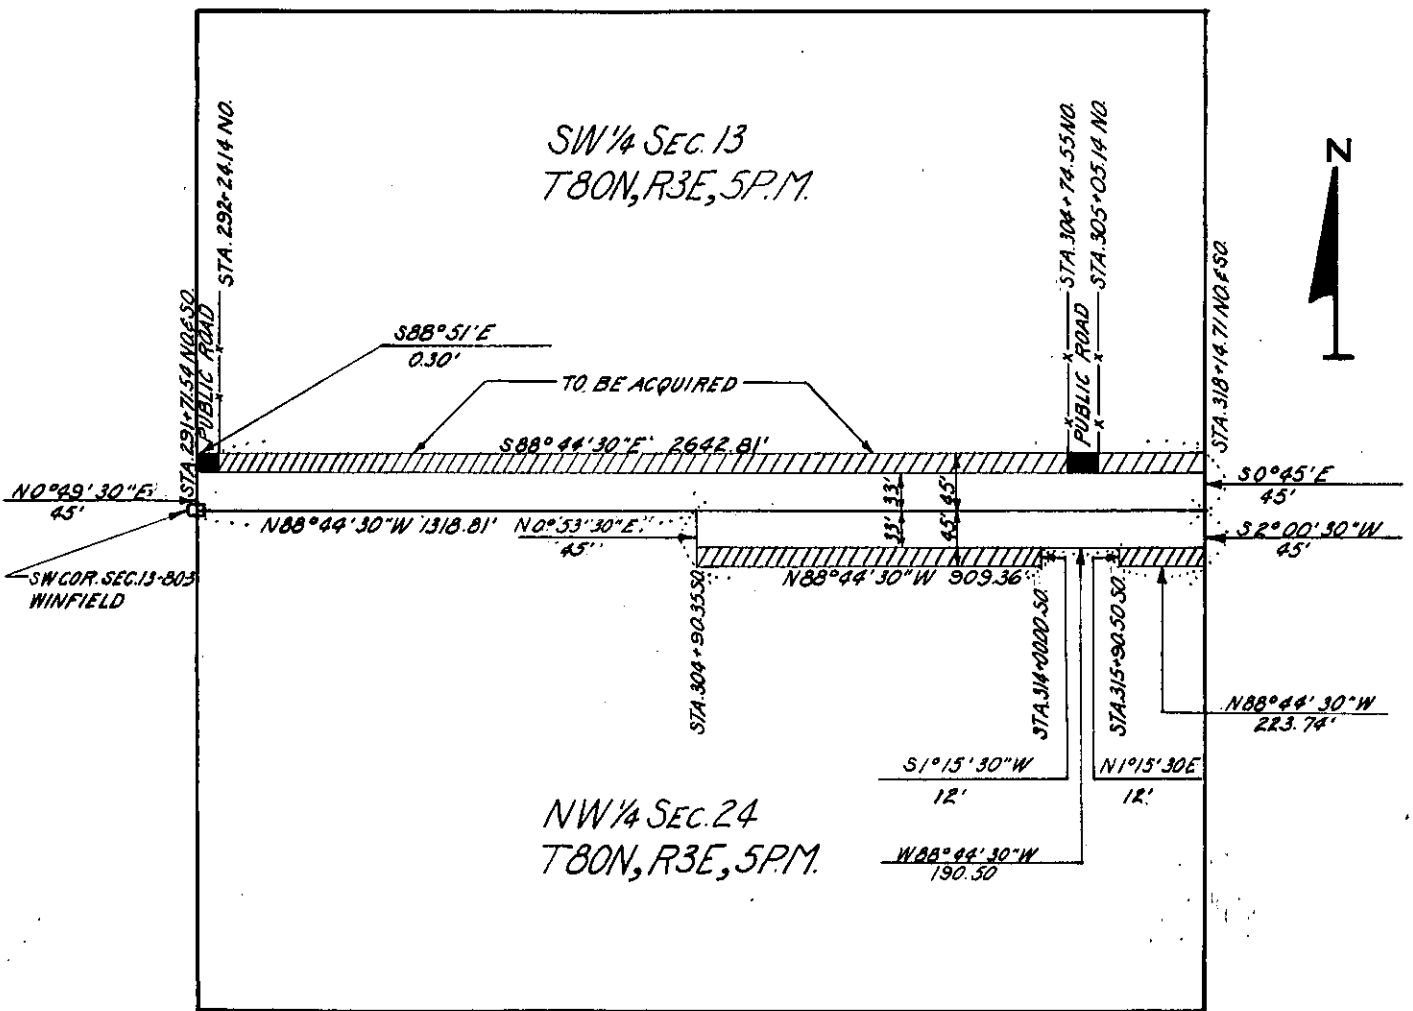 SW 1/4 SEC. 13
T80N, R3E, 5P.M.
STA. 291+71.54 NO.&SO.
PUBLIC ROAD
STA. 292+24.14 NO.
STA. 304+74.55 NO.
PUBLIC ROAD
STA. 305+05.14 NO.
STA. 318+14.71 NO.&SO.
N
S88°51'E
0.30'
TO BE ACQUIRED
S88°44'30"E 2642.81'
N0°49'30"E
45'
S0°45'E
45'
33'
45'
33'
45'
N88°44'30"W 1318.81'
N0°53'30"E
45'
S2°00'30"W
45'
SW COR. SEC. 13-803
WINFIELD
N88°44'30"W 909.36'
STA. 304+90.35 SO.
STA. 314+00.00 SO.
STA. 315+90.50 SO.
N88°44'30"W
223.74'
S1°15'30"W
12'
N1°15'30E
12'
NW 1/4 SEC. 24
T80N, R3E, 5P.M.
W88°44'30"W
190.50